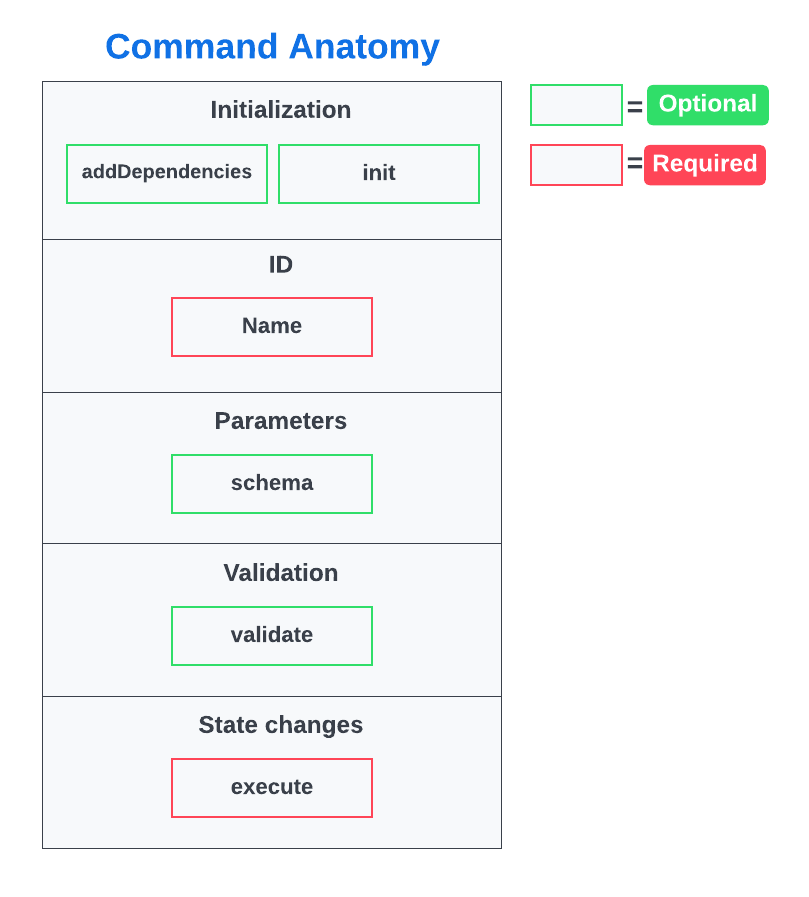 Command Anatomy
Initialization
addDependencies
init
ID
Name
Parameters
schema
Validation
validate
State changes
execute
= Optional
= Required